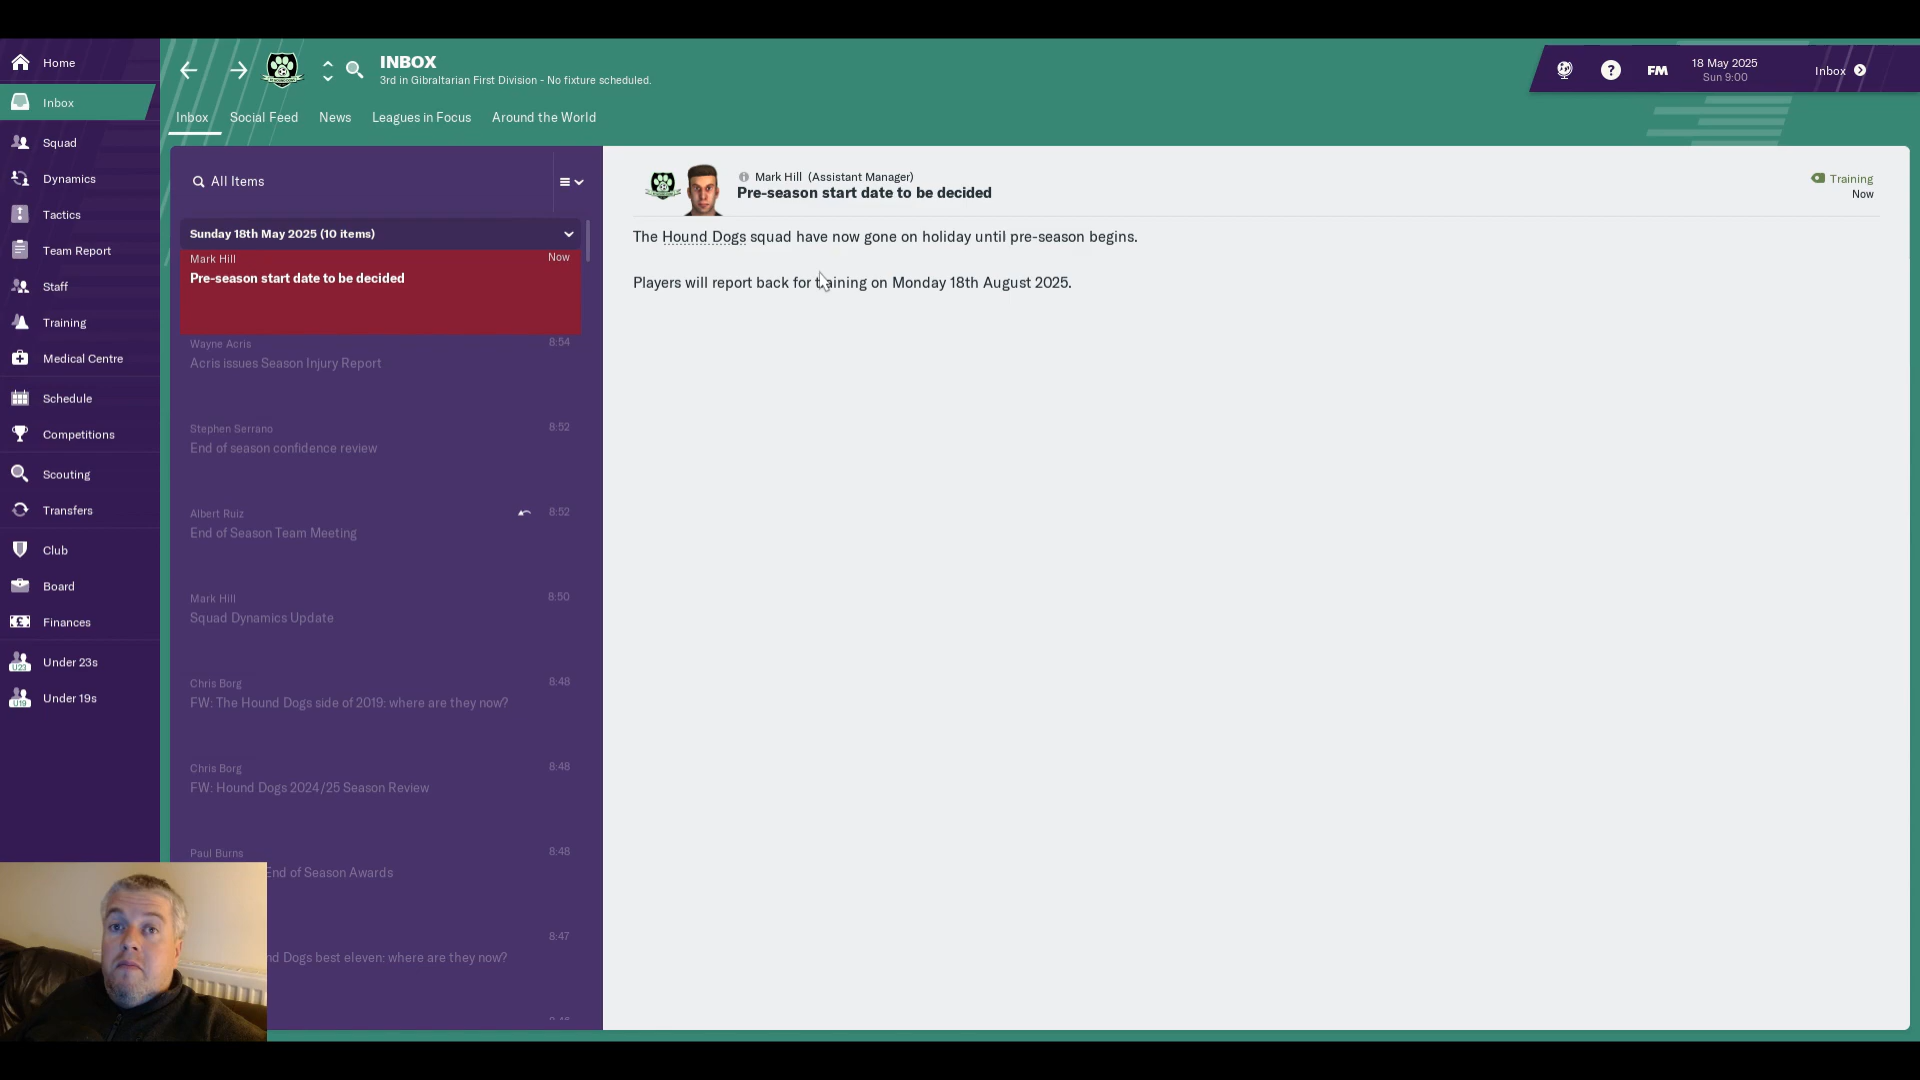 Home
Inbox
Squad
Dynamics
Tactics
Team Report
Staff
Training
Medical Centre
Schedule
Competitions
Scouting
Transfers
Club
Board
Finances
U23
Under 23s
U19
Under 19s
INBOX
3rd in Gibraltarian First Division - No fixture scheduled.
?
FM
18 May 2025
Sun 9:00
Inbox
Inbox
Social Feed
News
Leagues in Focus
Around the World
All Items
Sunday 18th May 2025 (10 items)
Mark Hill
Now
Pre-season start date to be decided
Wayne Acris
8:54
Acris issues Season Injury Report
Stephen Serrano
8:52
End of season confidence review
Albert Ruiz
8:52
End of Season Team Meeting
Mark Hill
8:50
Squad Dynamics Update
Chris Borg
8:48
FW: The Hound Dogs side of 2019: where are they now?
Chris Borg
8:48
FW: Hound Dogs 2024/25 Season Review
Paul Burns
8:48
End of Season Awards
8:47
Dogs best eleven: where are they now?
Mark Hill (Assistant Manager)
Pre-season start date to be decided
Training
Now
The Hound Dogs squad have now gone on holiday until pre-season begins.
Players will report back for training on Monday 18th August 2025.